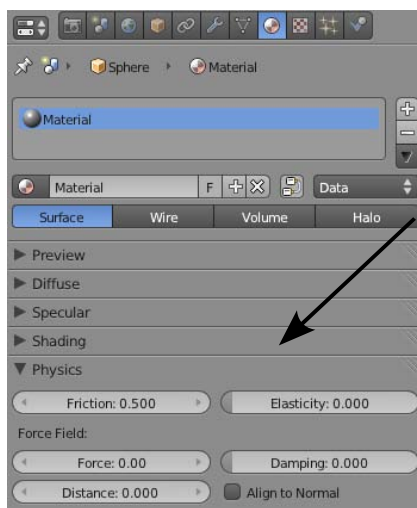 Sphere Material
Material
Material F Data
Surface Wire Volume Halo
Preview
Diffuse
Specular
Shading
Physics
Friction: 0.500 Elasticity: 0.000
Force Field:
Force: 0.00 Damping: 0.000
Distance: 0.000 Align to Normal